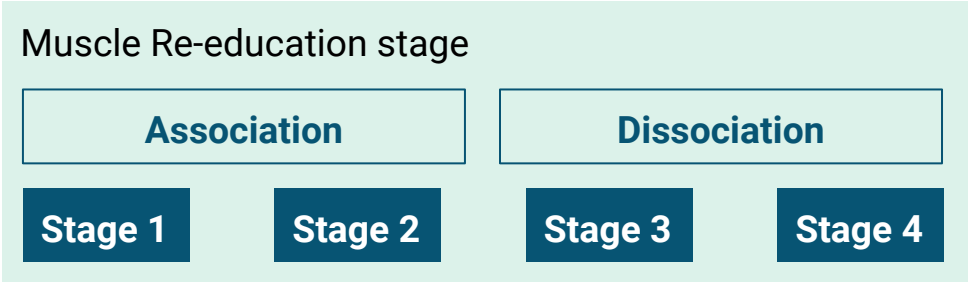 Muscle Re-education stage
Association Dissociation
Stage 1 Stage 2 Stage 3 Stage 4